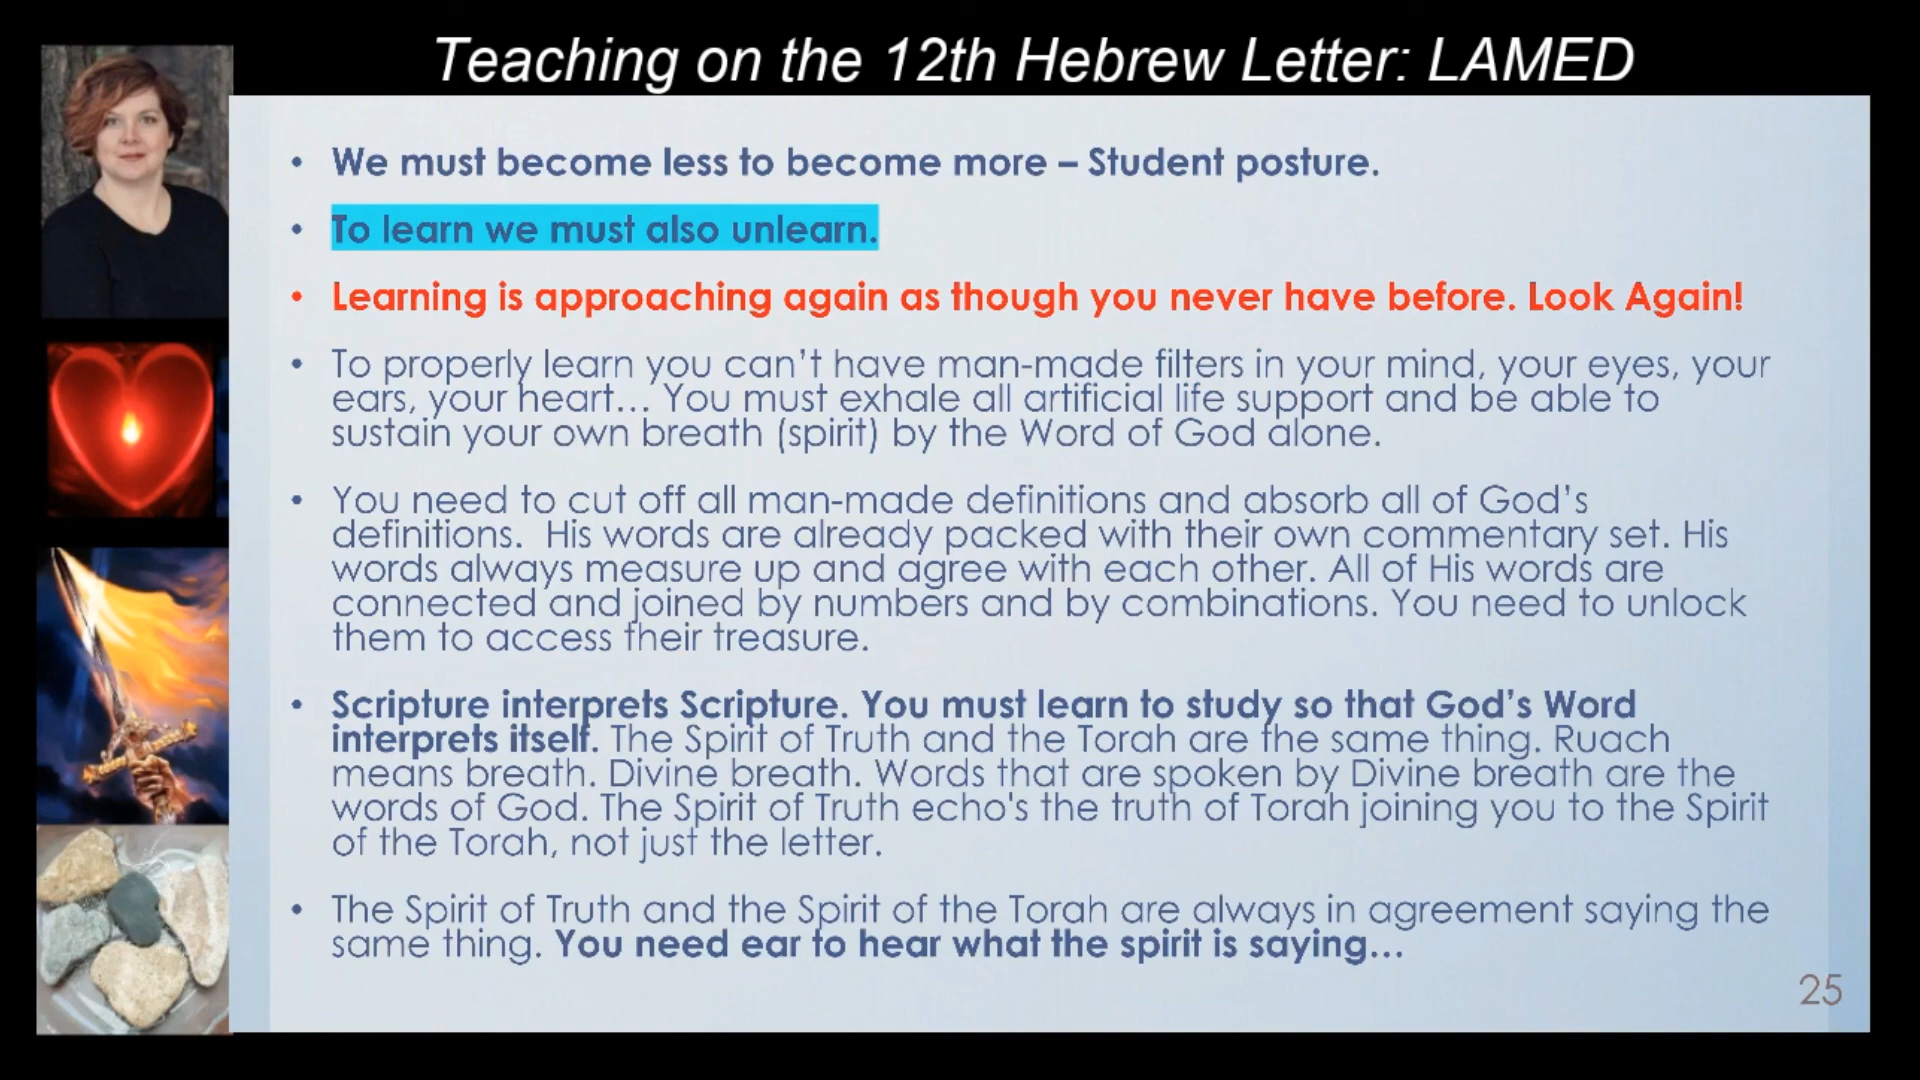 Teaching on the 12th Hebrew Letter: LAMED
• We must become less to become more – Student posture.
• To learn we must also unlearn.
• Learning is approaching again as though you never have before. Look Again!
• To properly learn you can't have man-made filters in your mind, your eyes, your
ears, your heart... You must exhale all artificial life support and be able to
sustain your own breath (spirit) by the Word of God alone.
• You need to cut off all man-made definitions and absorb all of God's
definitions.  His words are already packed with their own commentary set. His
words always measure up and agree with each other. All of His words are
connected and joined by numbers and by combinations. You need to unlock
them to access their treasure.
• Scripture interprets Scripture. You must learn to study so that God's Word
interprets itself. The Spirit of Truth and the Torah are the same thing. Ruach
means breath. Divine breath. Words that are spoken by Divine breath are the
words of God. The Spirit of Truth echo's the truth of Torah joining you to the Spirit
of the Torah, not just the letter.
• The Spirit of Truth and the Spirit of the Torah are always in agreement saying the
same thing. You need ear to hear what the spirit is saying...
25